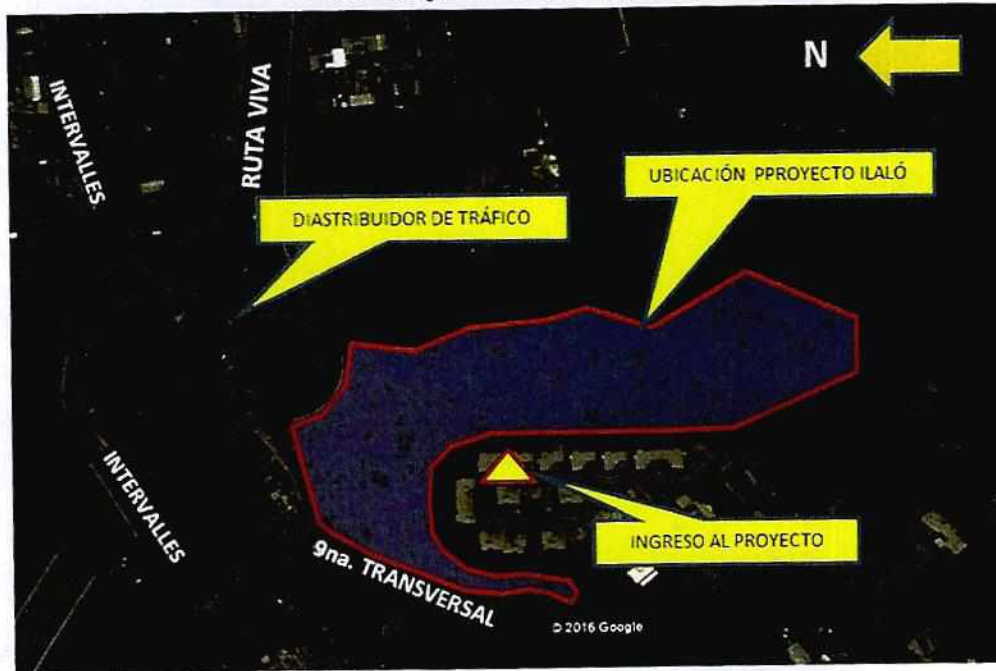 N
INTERVALLES
RUTA VIVA
UBICACIÓN PPROYECTO ILALÓ
DIASTRIBUIDOR DE TRÁFICO
INTERVALLES
INGRESO AL PROYECTO
9na. TRANSVERSAL
© 2016 Google